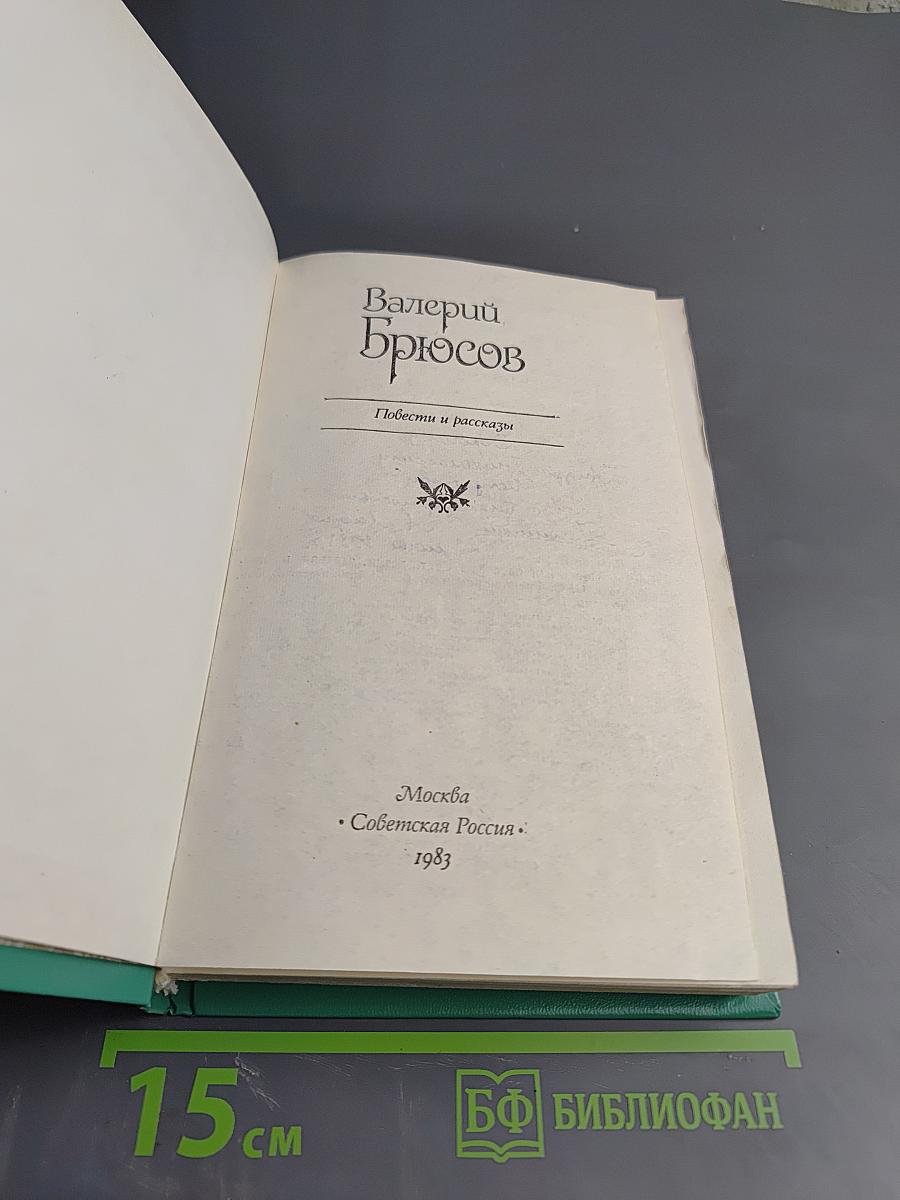 Валерий
Брюсов
Повести и рассказы
Москва
• Советская Россия •
1983
15 см
БФ БИБЛИОФАН